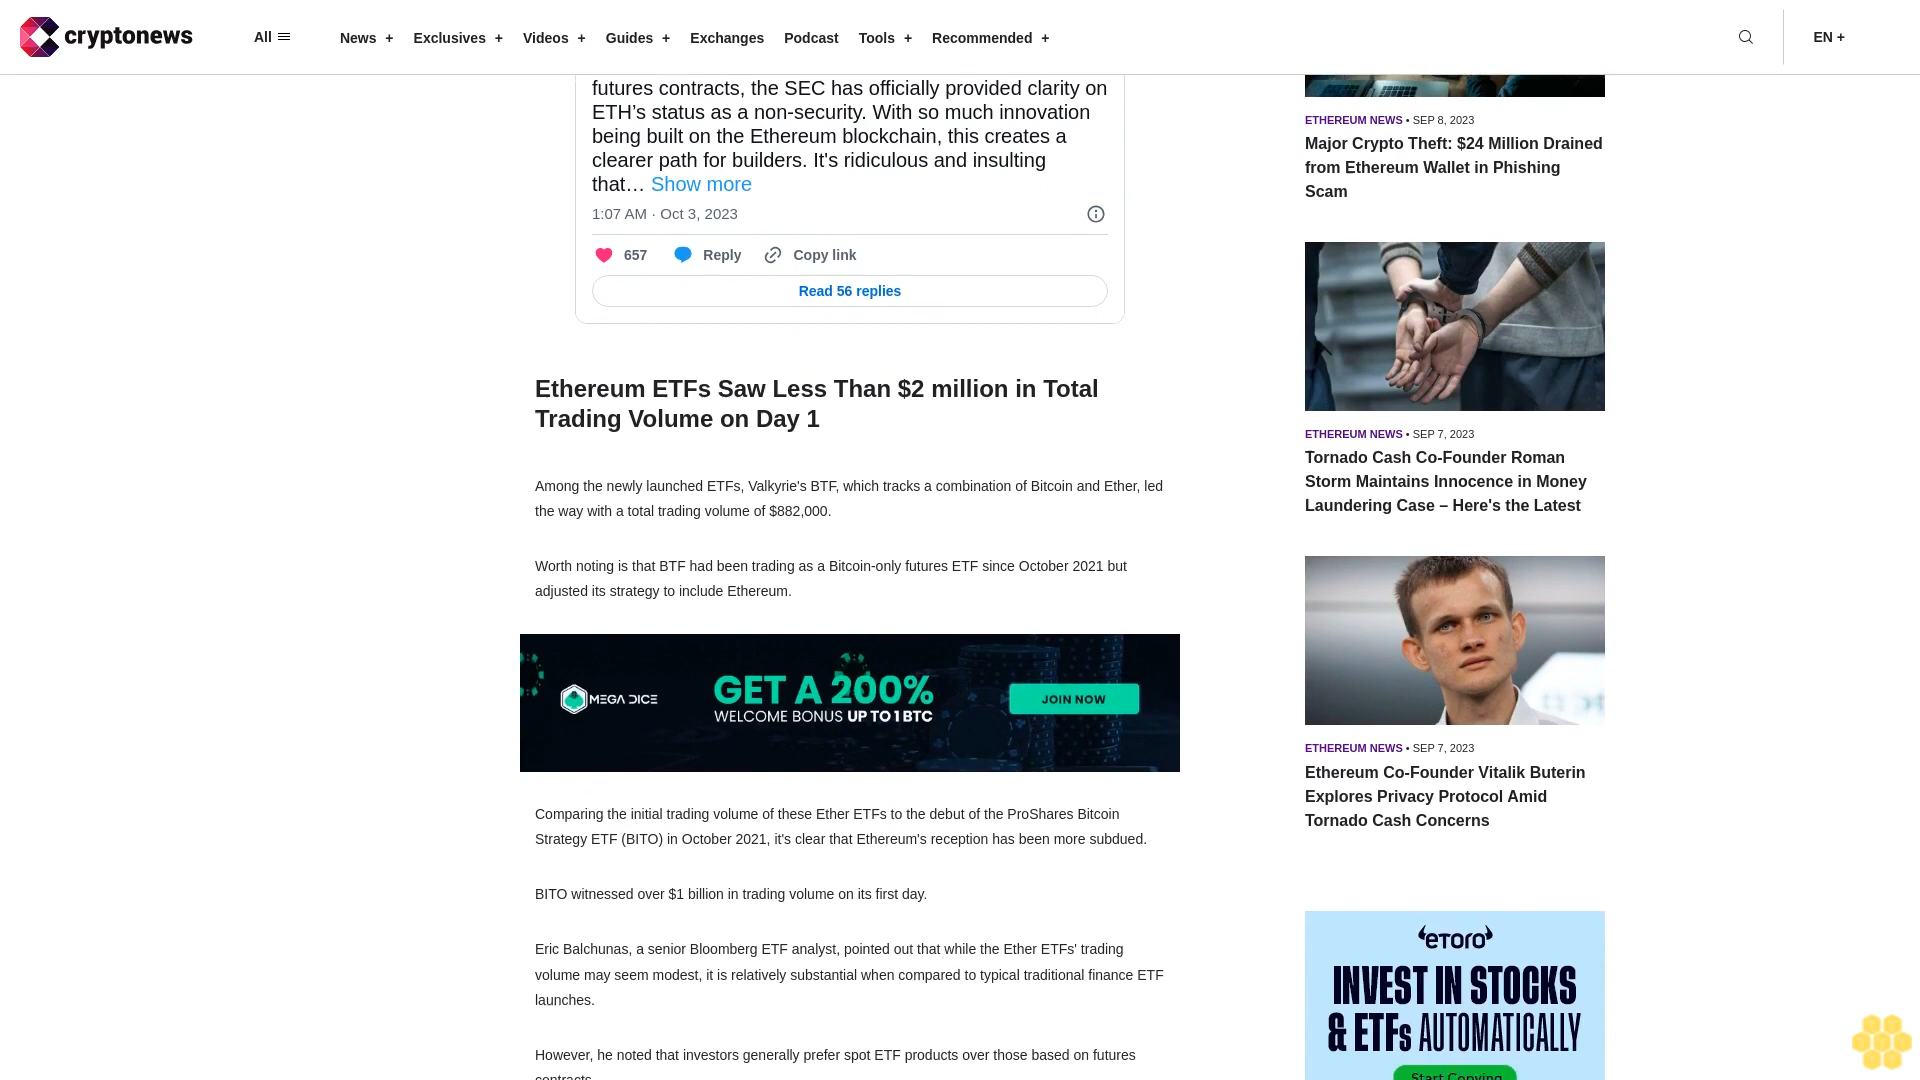 cryptonews
All
News +
Exclusives +
Videos +
Guides +
Exchanges
Podcast
Tools +
Recommended +
EN +
futures contracts, the SEC has officially provided clarity on
ETH’s status as a non-security. With so much innovation
being built on the Ethereum blockchain, this creates a
clearer path for builders. It's ridiculous and insulting
that… Show more
1:07 AM · Oct 3, 2023
657 Reply Copy link
Read 56 replies
Ethereum ETFs Saw Less Than $2 million in Total
Trading Volume on Day 1
Among the newly launched ETFs, Valkyrie's BTF, which tracks a combination of Bitcoin and Ether, led
the way with a total trading volume of $882,000.
Worth noting is that BTF had been trading as a Bitcoin-only futures ETF since October 2021 but
adjusted its strategy to include Ethereum.
MEGA DICE
GET A 200%
WELCOME BONUS UP TO 1 BTC
JOIN NOW
Comparing the initial trading volume of these Ether ETFs to the debut of the ProShares Bitcoin
Strategy ETF (BITO) in October 2021, it's clear that Ethereum's reception has been more subdued.
BITO witnessed over $1 billion in trading volume on its first day.
Eric Balchunas, a senior Bloomberg ETF analyst, pointed out that while the Ether ETFs' trading
volume may seem modest, it is relatively substantial when compared to typical traditional finance ETF
launches.
However, he noted that investors generally prefer spot ETF products over those based on futures
contracts.
ETHEREUM NEWS • SEP 8, 2023
Major Crypto Theft: $24 Million Drained
from Ethereum Wallet in Phishing
Scam
ETHEREUM NEWS • SEP 7, 2023
Tornado Cash Co-Founder Roman
Storm Maintains Innocence in Money
Laundering Case – Here's the Latest
ETHEREUM NEWS • SEP 7, 2023
Ethereum Co-Founder Vitalik Buterin
Explores Privacy Protocol Amid
Tornado Cash Concerns
eToro
INVEST IN STOCKS
& ETFs AUTOMATICALLY
Start Copying